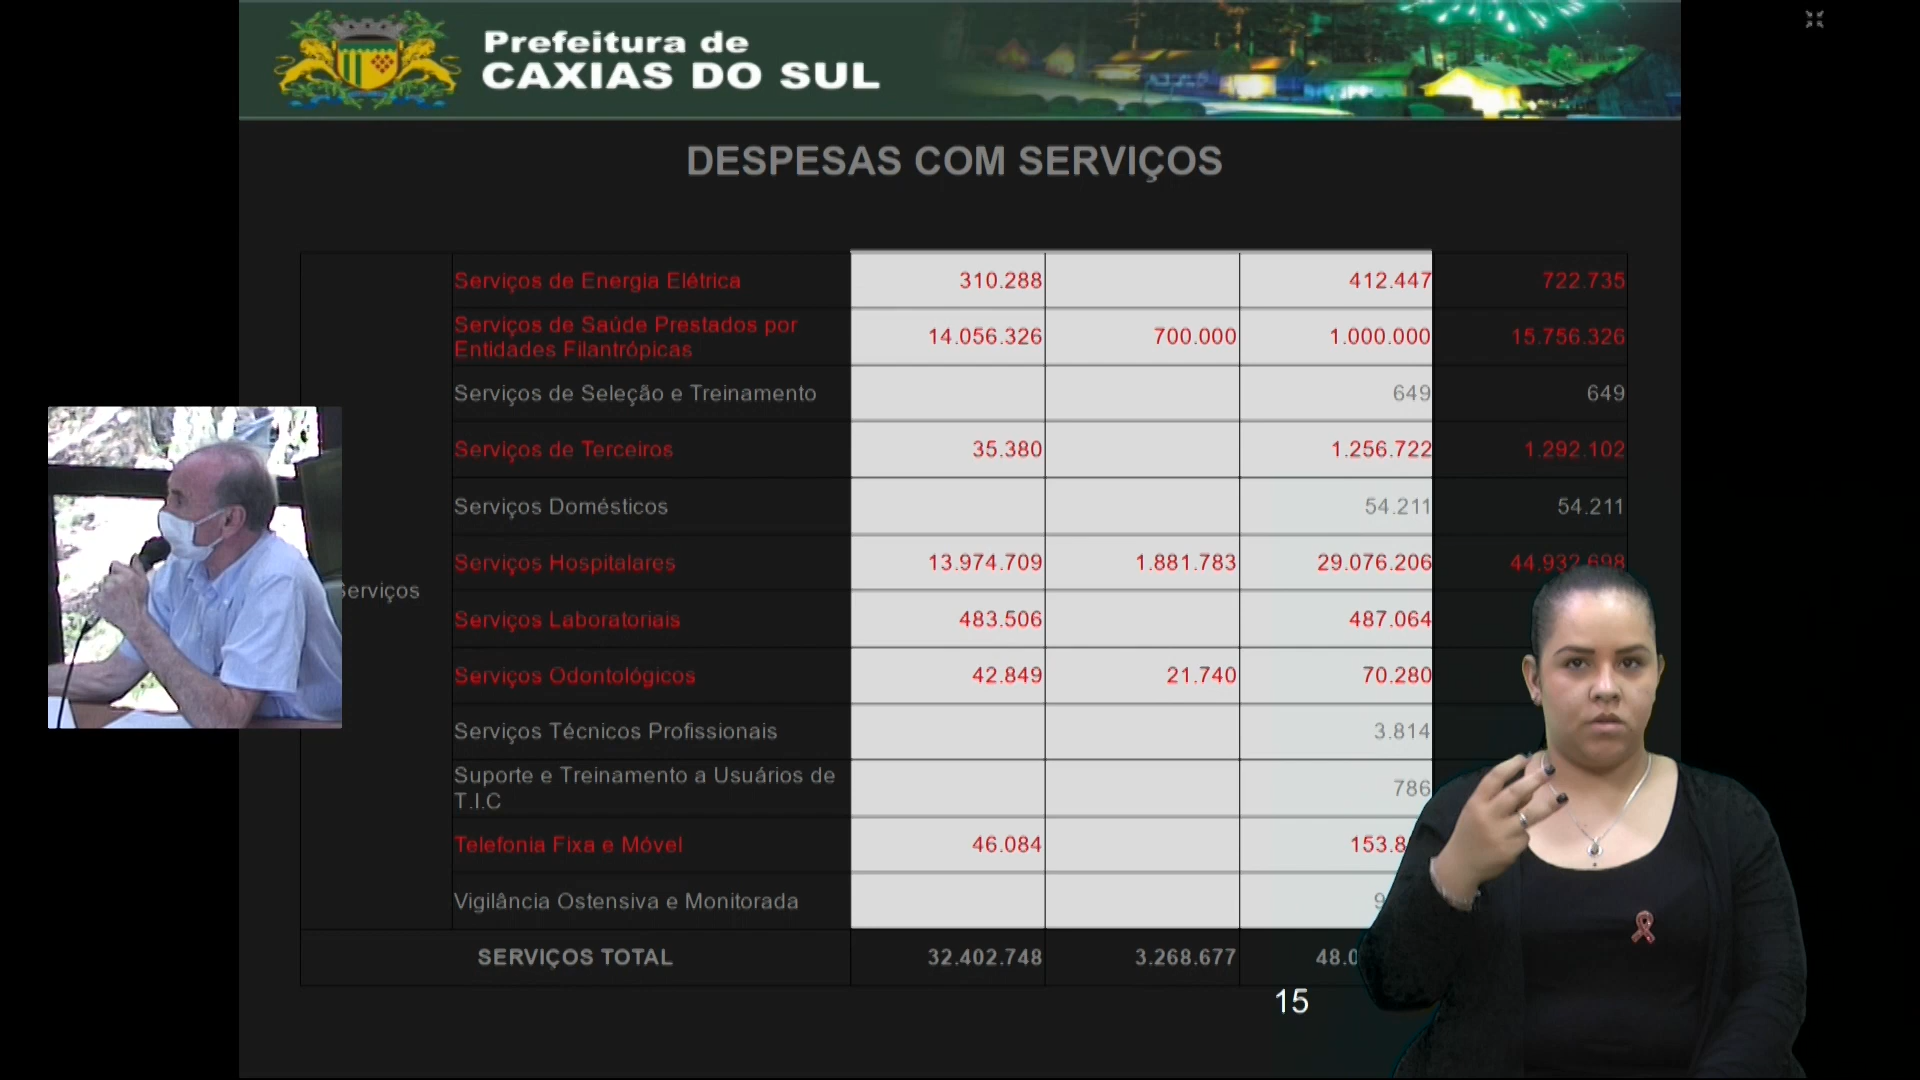 Prefeitura de
CAXIAS DO SUL
DESPESAS COM SERVIÇOS
Serviços
Serviços de Energia Elétrica 310.288 412.447 722.735
Serviços de Saúde Prestados por
Entidades Filantrópicas 14.056.326 700.000 1.000.000 15.756.326
Serviços de Seleção e Treinamento 649 649
Serviços de Terceiros 35.380 1.256.722 1.292.102
Serviços Domésticos 54.211 54.211
Serviços Hospitalares 13.974.709 1.881.783 29.076.206 44.932.698
Serviços Laboratoriais 483.506 487.064
Serviços Odontológicos 42.849 21.740 70.280
Serviços Técnicos Profissionais 3.814
Suporte e Treinamento a Usuários de
T.I.C 786
Telefonia Fixa e Móvel 46.084
Vigilância Ostensiva e Monitorada
SERVIÇOS TOTAL 32.402.748 3.268.677
15